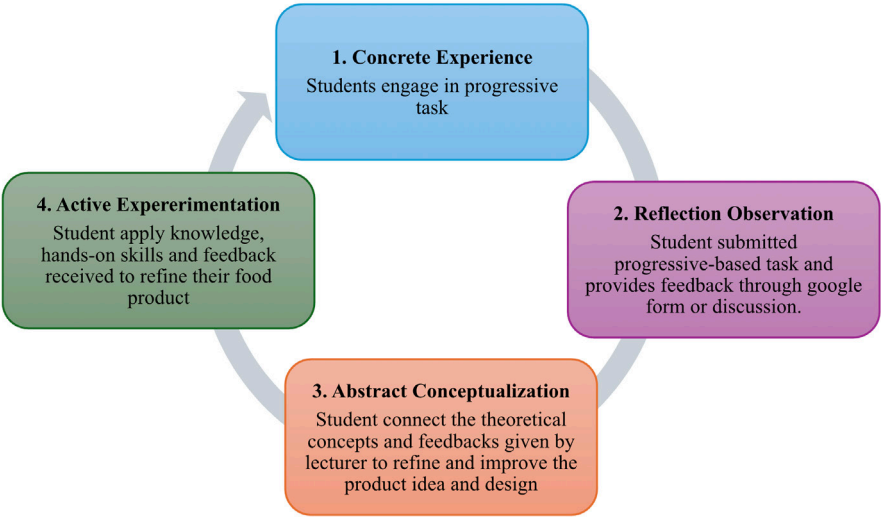 1. Concrete Experience
Students engage in progressive
task
2. Reflection Observation
Student submitted
progressive-based task and
provides feedback through google
form or discussion.
3. Abstract Conceptualization
Student connect the theoretical
concepts and feedbacks given by
lecturer to refine and improve the
product idea and design
4. Active Expererimentation
Student apply knowledge,
hands-on skills and feedback
received to refine their food
product